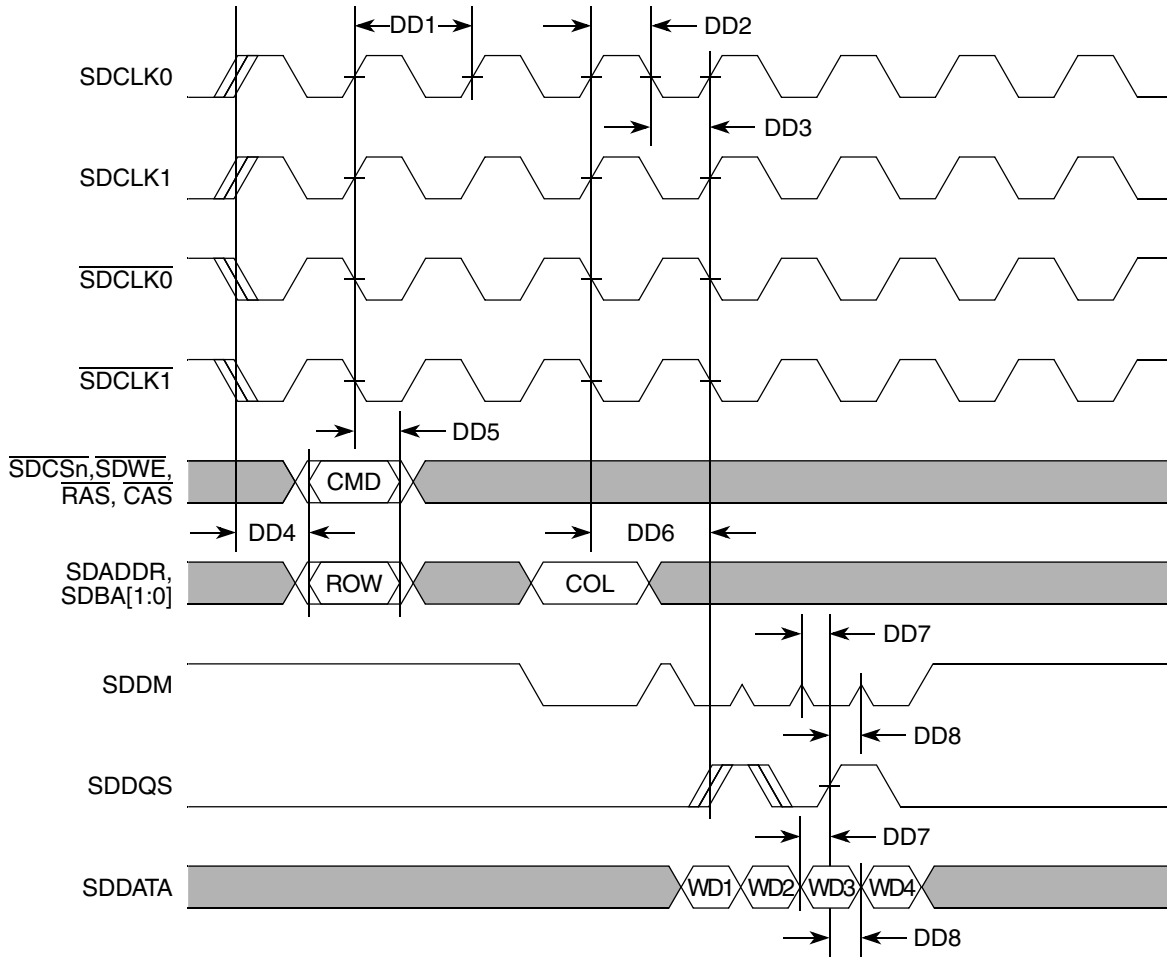 DD1
DD2
SDCLK0
DD3
SDCLK1
SDCLK0
SDCLK1
DD5
SDCSn,SDWE,
RAS, CAS
CMD
DD4
DD6
SDADDR,
SDBA[1:0]
ROW
COL
DD7
SDDM
DD8
SDDQS
DD7
SDDATA
WD1
WD2
WD3
WD4
DD8